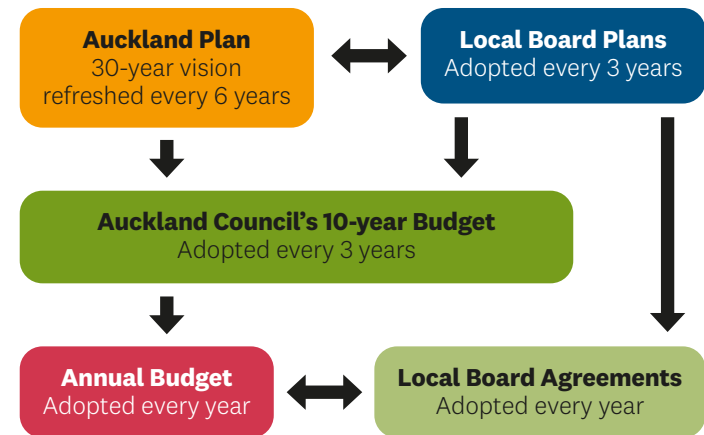 Auckland Plan
30-year vision
refreshed every 6 years
Local Board Plans
Adopted every 3 years
Auckland Council’s 10-year Budget
Adopted every 3 years
Annual Budget
Adopted every year
Local Board Agreements
Adopted every year